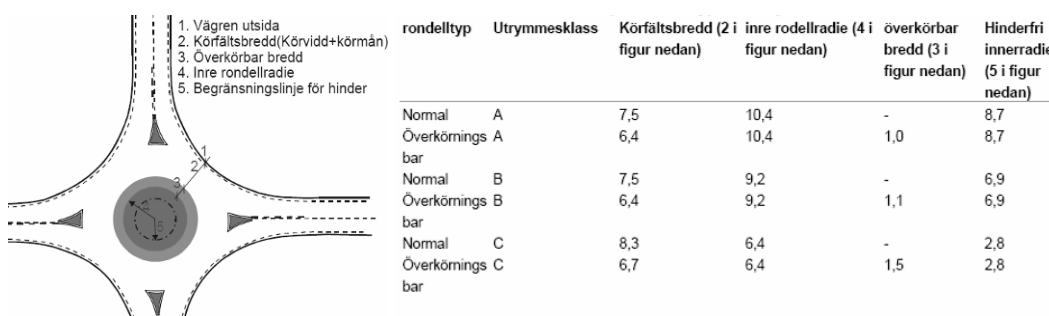 1. Vägren utsida
2. Körfältsbredd(Körvidd+körmån)
3. Överkörbar bredd
4. Inre rondellradie
5. Begränsningslinje för hinder
1
2
3
5
rondelltyp Utrymmesklass Körfältsbredd (2 i figur nedan) inre rodellradie (4 i figur nedan) överkörbar bredd (3 i figur nedan) Hinderfri innerradie (5 i figur nedan)
Normal A 7,5 10,4 - 8,7
Överkörnings A 6,4 10,4 1,0 8,7
bar
Normal B 7,5 9,2 - 6,9
Överkörnings B 6,4 9,2 1,1 6,9
bar
Normal C 8,3 6,4 - 2,8
Överkörnings C 6,7 6,4 1,5 2,8
bar